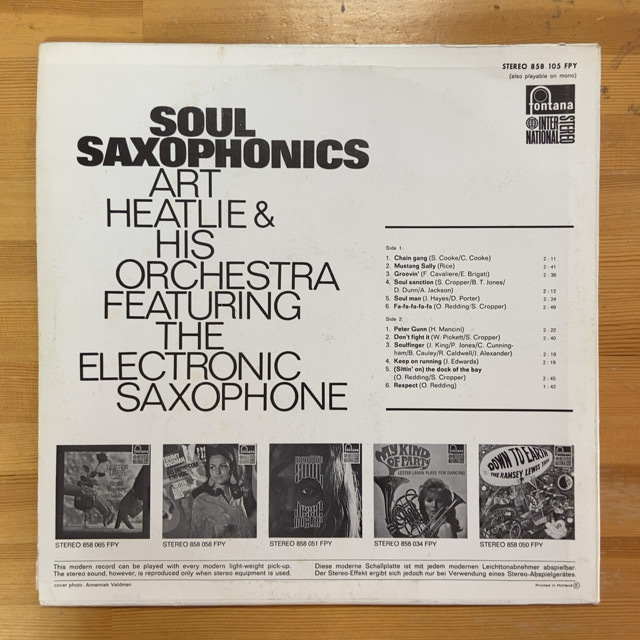 STEREO 858 105 FPY
(also playable on mono)
fontana
INTER
NATIONAL
STEREO
SOUL
SAXOPHONICS
ART
HEATLIE &
HIS
ORCHESTRA
FEATURING
THE
ELECTRONIC
SAXOPHONE
Side 1:
1. Chain gang (S. Cooke/C. Cooke) 2:11
2. Mustang Sally (Rice) 2:41
3. Groovin' (F. Cavaliere/E. Brigati) 2:38
4. Soul sanction (S. Cropper/B. T. Jones/
D. Dunn/A. Jackson) 2:12
5. Soul man (I. Hayes/D. Porter) 2:24
6. Fa-fa-fa-fa-fa (O. Redding/S. Cropper) 2:49
Side 2:
1. Peter Gunn (H. Mancini) 2:22
2. Don't fight it (W. Pickett/S. Cropper) 2:40
3. Soulfinger (J. King/P. Jones/C. Cunning-
ham/B. Cauley/R. Caldwell/J. Alexander) 2:19
4. Keep on running (J. Edwards) 2:18
5. (Sittin' on) the dock of the bay
(O. Redding/S. Cropper) 2:45
6. Respect (O. Redding) 1:42
MY KIND
OF PARTY
LESTER LANIN PLAYS FOR DANCING
DOWN TO EARTH
THE RAMSEY LEWIS TRIO
STEREO 858 065 FPY
STEREO 858 058 FPY
STEREO 858 051 FPY
STEREO 858 034 FPY
STEREO 858 050 FPY
This modern record can be played with every modern light-weight pick-up.
The stereo sound, however, is reproduced only when stereo equipment is used.
Diese moderne Schallplatte ist mit jedem modernen Leichttonabnehmer abspielbar.
Der Stereo-Effekt ergibt sich jedoch nur bei Verwendung eines Stereo-Abspielgerätes.
cover photo: Annemiek Veldman
Printed in Holland